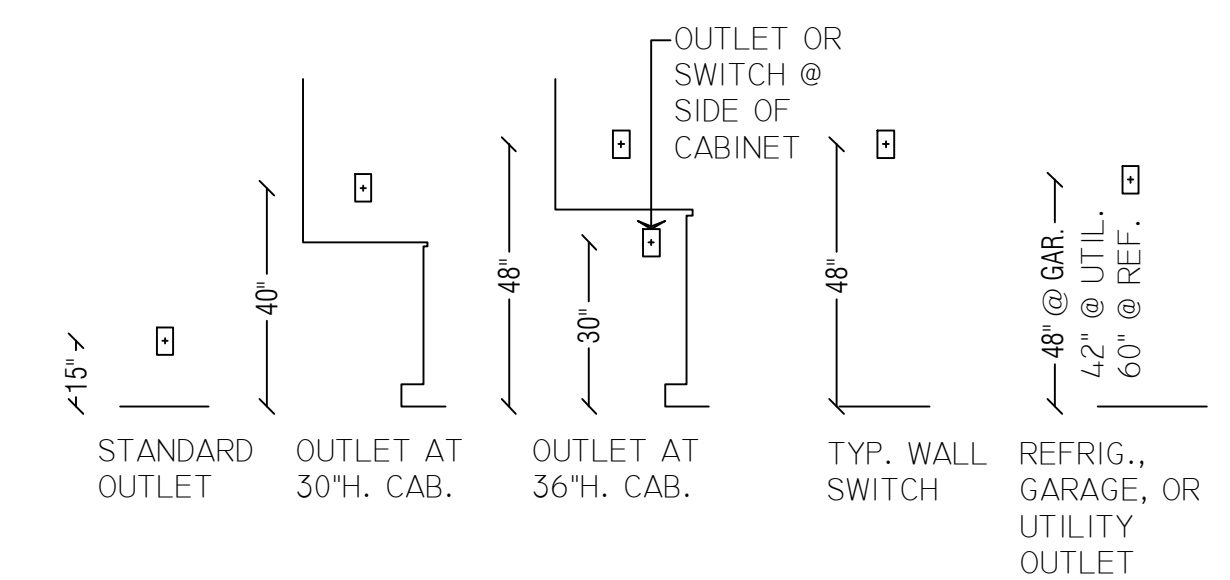 OUTLET OR
SWITCH @
SIDE OF
CABINET
15"
40"
48"
30"
48"
48" @ GAR.
42" @ UTIL.
60" @ REF.
STANDARD
OUTLET
OUTLET AT
30"H. CAB.
OUTLET AT
36"H. CAB.
TYP. WALL
SWITCH
REFRIG.,
GARAGE, OR
UTILITY
OUTLET